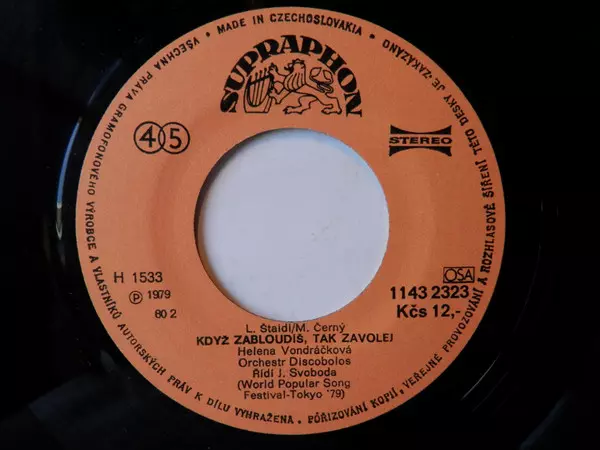 MADE IN CZECHOSLOVAKIA • VŠECHNA PRÁVA GRAMOFONOVÉHO VÝROBCE A VLASTNÍKŮ AUTORSKÝCH PRÁV K DÍLU VYHRAŽENA. POŘIZOVÁNÍ KOPIÍ, VEŘEJNÉ PROVOZOVÁNÍ A ROZHLASOVÉ ŠÍŘENÍ TÉTO DESKY JE ZAKÁZÁNO
SUPRAPHON
45
STEREO
H 1533
℗ 1979
80 2
OSA
1143 2323
Kčs 12,-
L. Štaidl/M. Černý
KDYŽ ZABLOUDÍŠ, TAK ZAVOLEJ
Helena Vondráčková
Orchestr Discobolos
Řídí J. Svoboda
(World Popular Song
Festival-Tokyo '79)